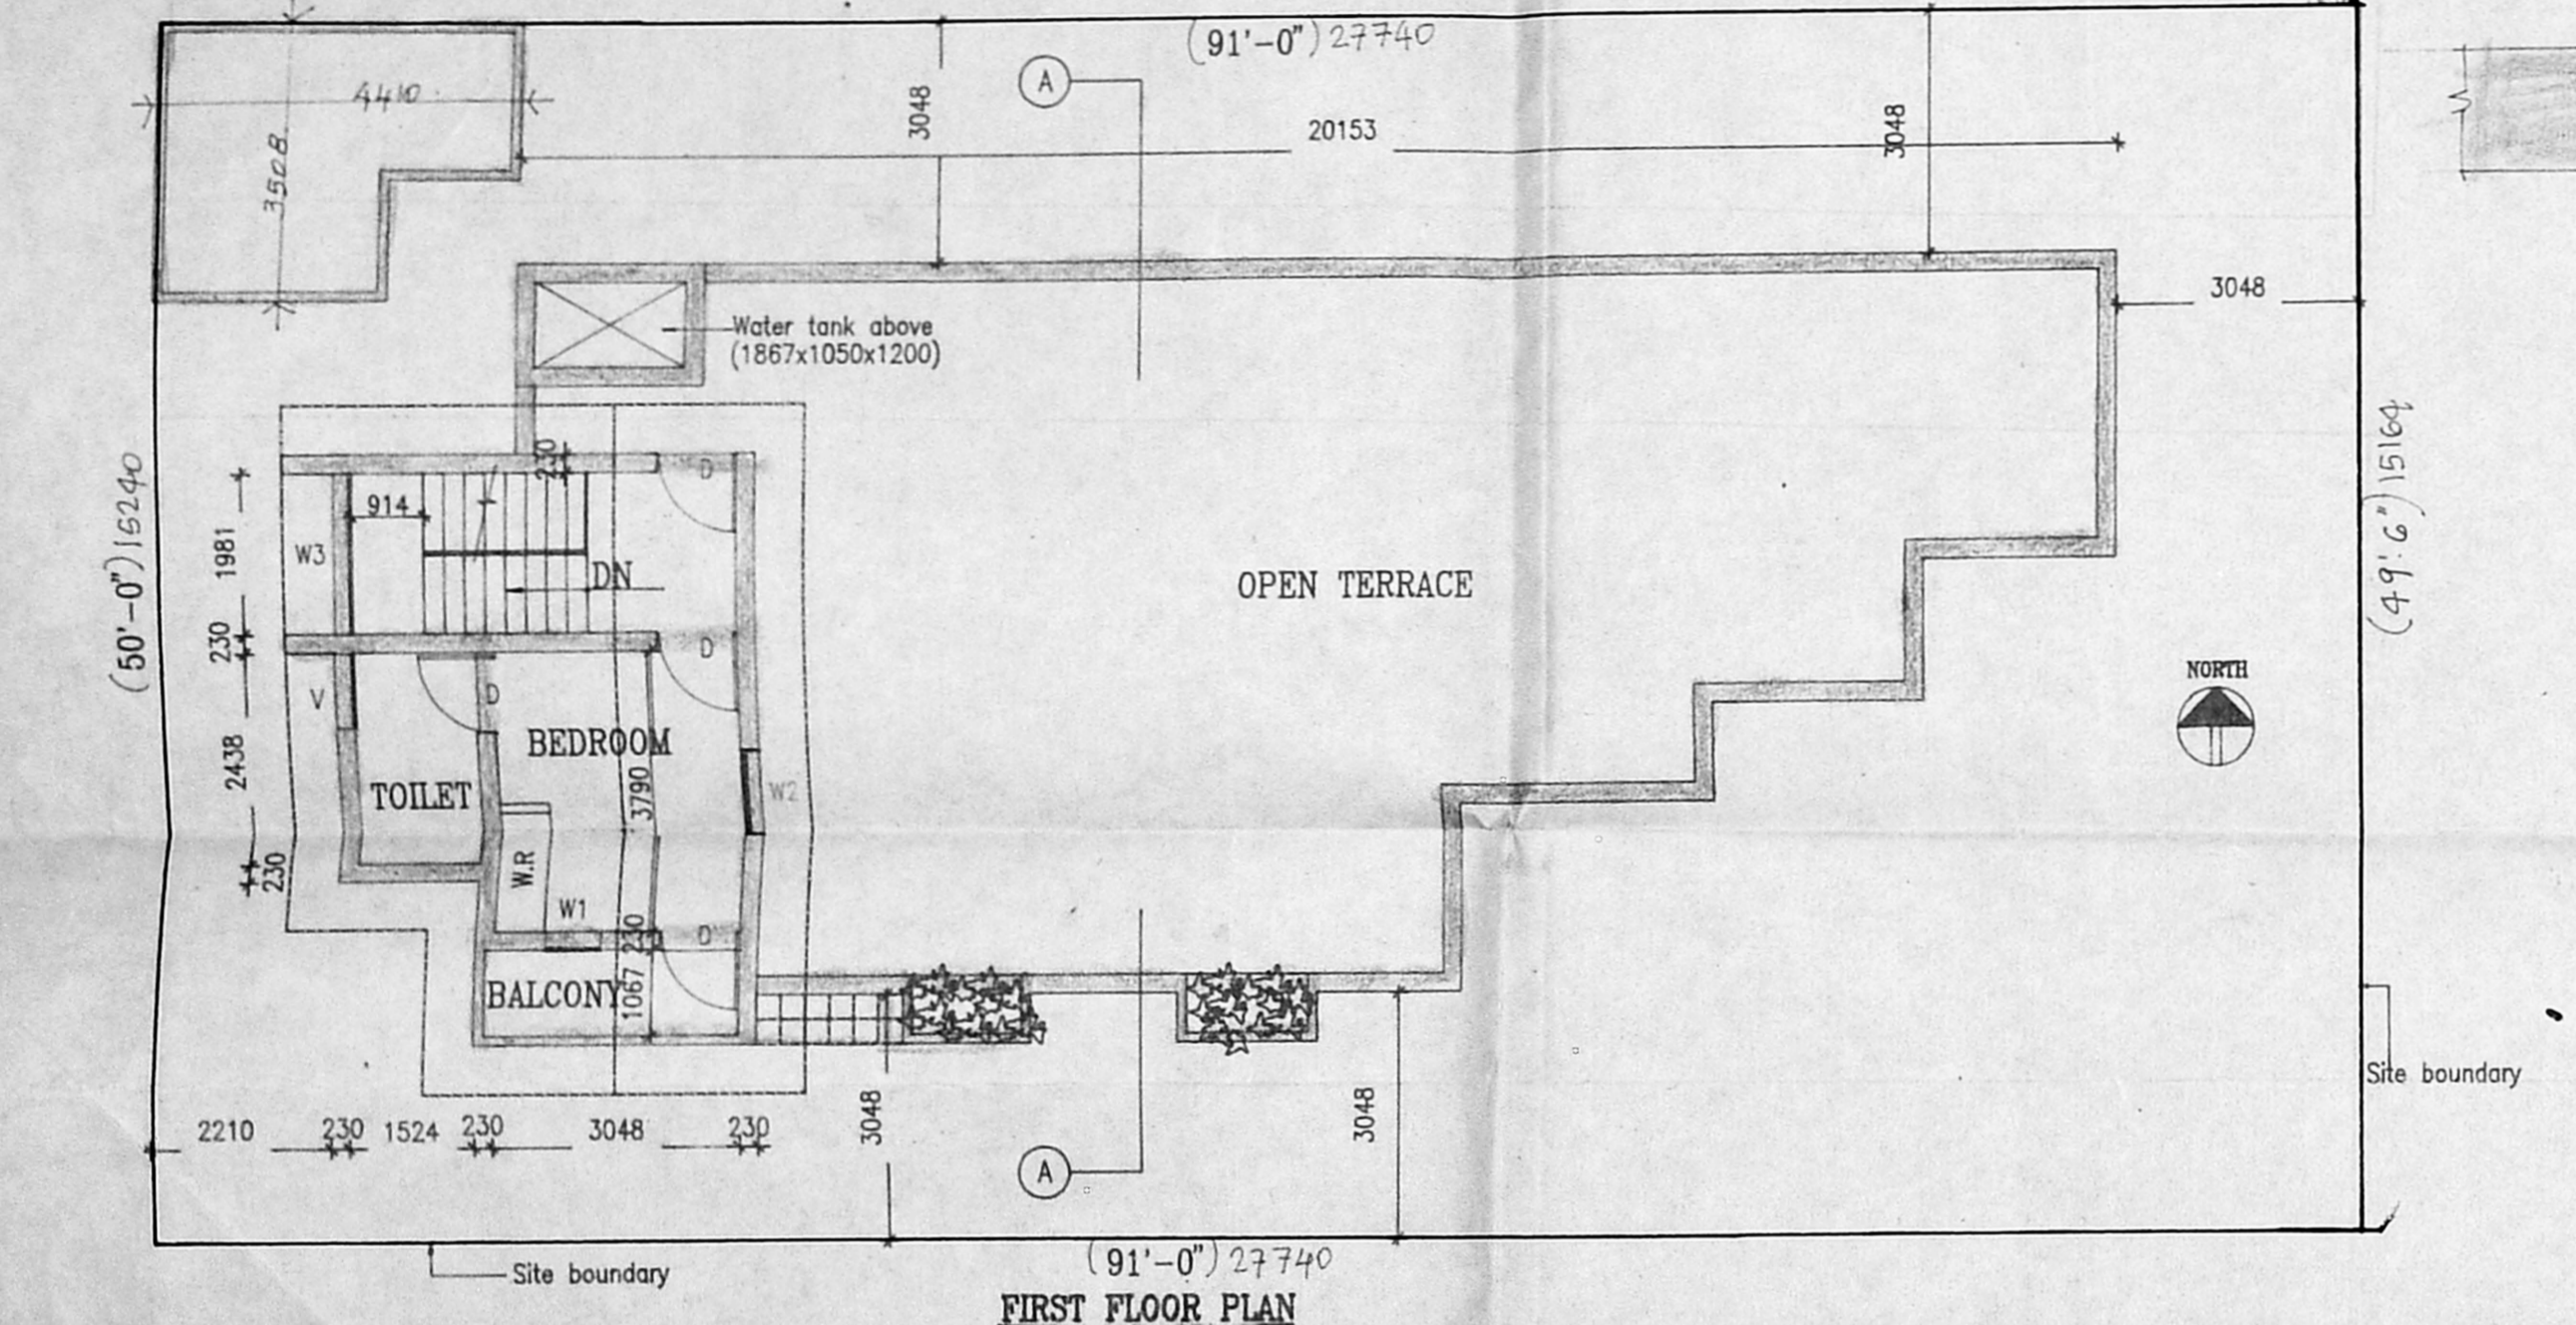 (91'-0") 27740
A
4410
3048
3048
20153
3508
3048
Water tank above
(1867x1050x1200)
(50'-0") 15240
(49'.6") 15164
230
D
914
1981
W3
DN
OPEN TERRACE
230
D
NORTH
V
D
BEDROOM
2438
TOILET
3790
W2
230
W.R
W1
230
D
BALCONY
1067
Site boundary
2210
230
1524
230
3048
230
3048
3048
A
(91'-0") 27740
Site boundary
FIRST FLOOR PLAN